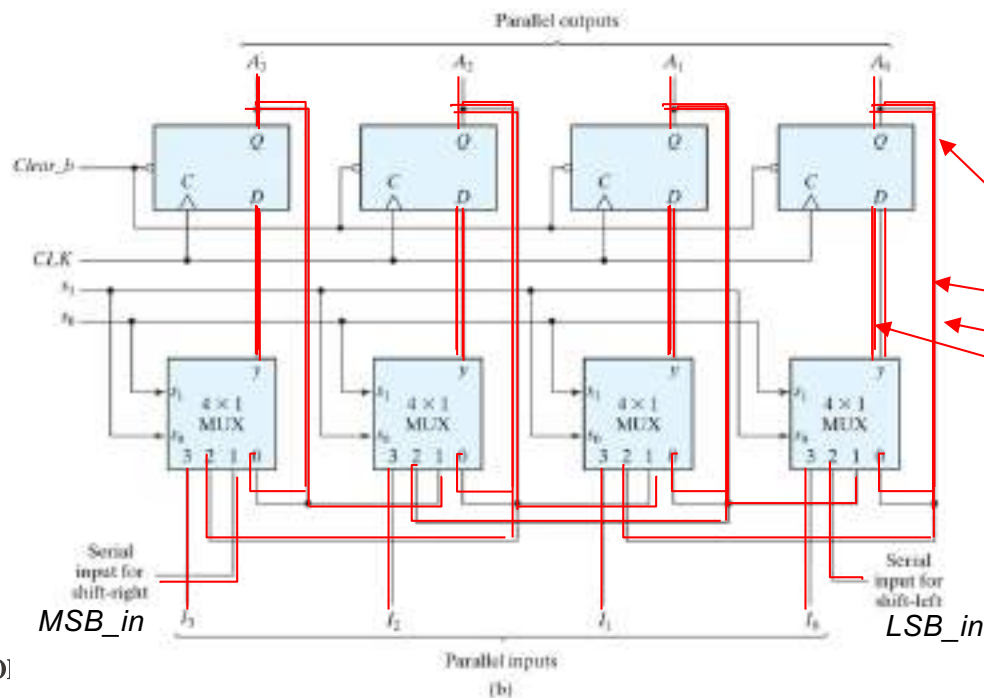 Parallel outputs
A3 A2 A1 A0
Q Q Q Q
Clear_b
C C C C
D D D D
CLK
s1
s0
y y y y
s1 s1 s1 s1
4 × 1 4 × 1 4 × 1 4 × 1
MUX MUX MUX MUX
s0 s0 s0 s0
3 2 1 0 3 2 1 0 3 2 1 0 3 2 1 0
Serial
input for
shift-right
Serial
input for
shift-left
MSB_in
I3 I2 I1 I0
LSB_in
Parallel inputs
(b)